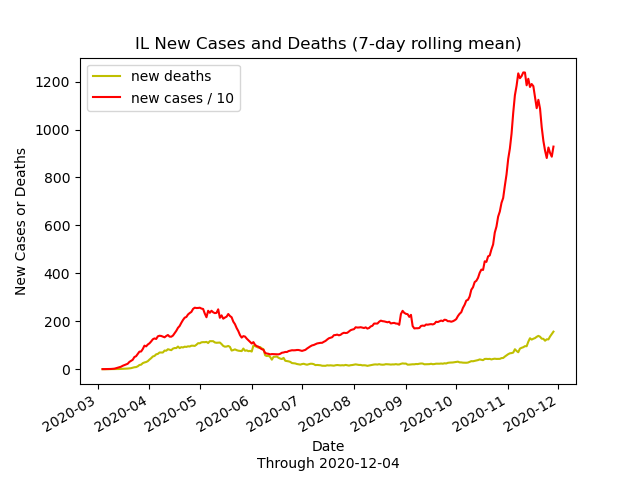 IL New Cases and Deaths (7-day rolling mean)
new deaths
new cases / 10
New Cases or Deaths
1200
1000
800
600
400
200
0
2020-03
2020-04
2020-05
2020-06
2020-07
2020-08
2020-09
2020-10
2020-11
2020-12
Date
Through 2020-12-04